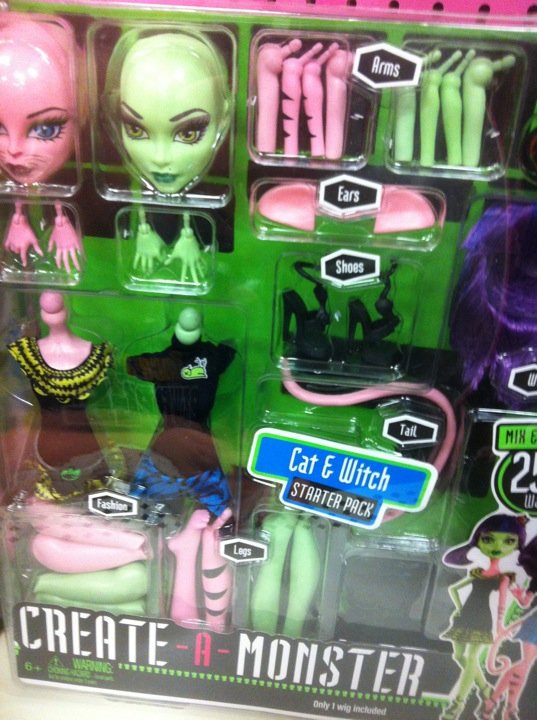 Arms
Ears
Shoes
Tail
MIX &
25
Cat & Witch
STARTER PACK
Fashion
Legs
CREATE-A-MONSTER
6+
WARNING:
Only 1 wig included